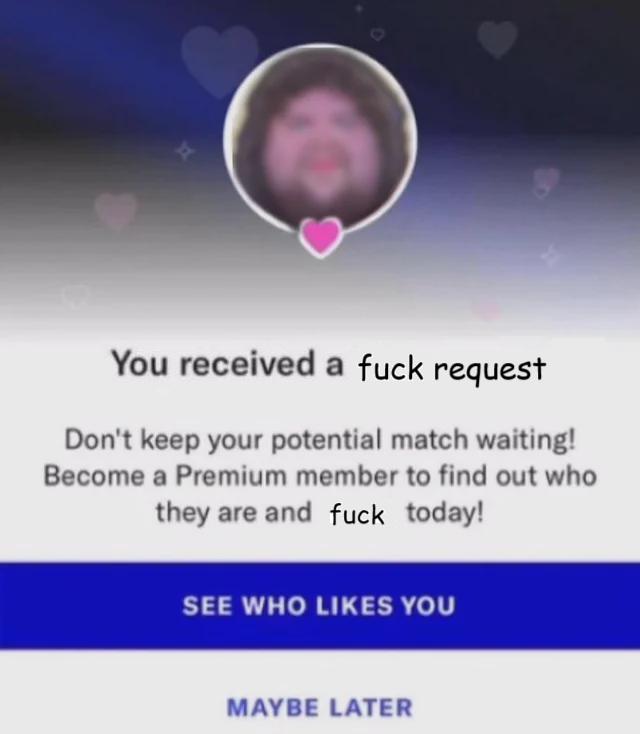 You received a fuck request
Don't keep your potential match waiting!
Become a Premium member to find out who
they are and fuck today!
SEE WHO LIKES YOU
MAYBE LATER